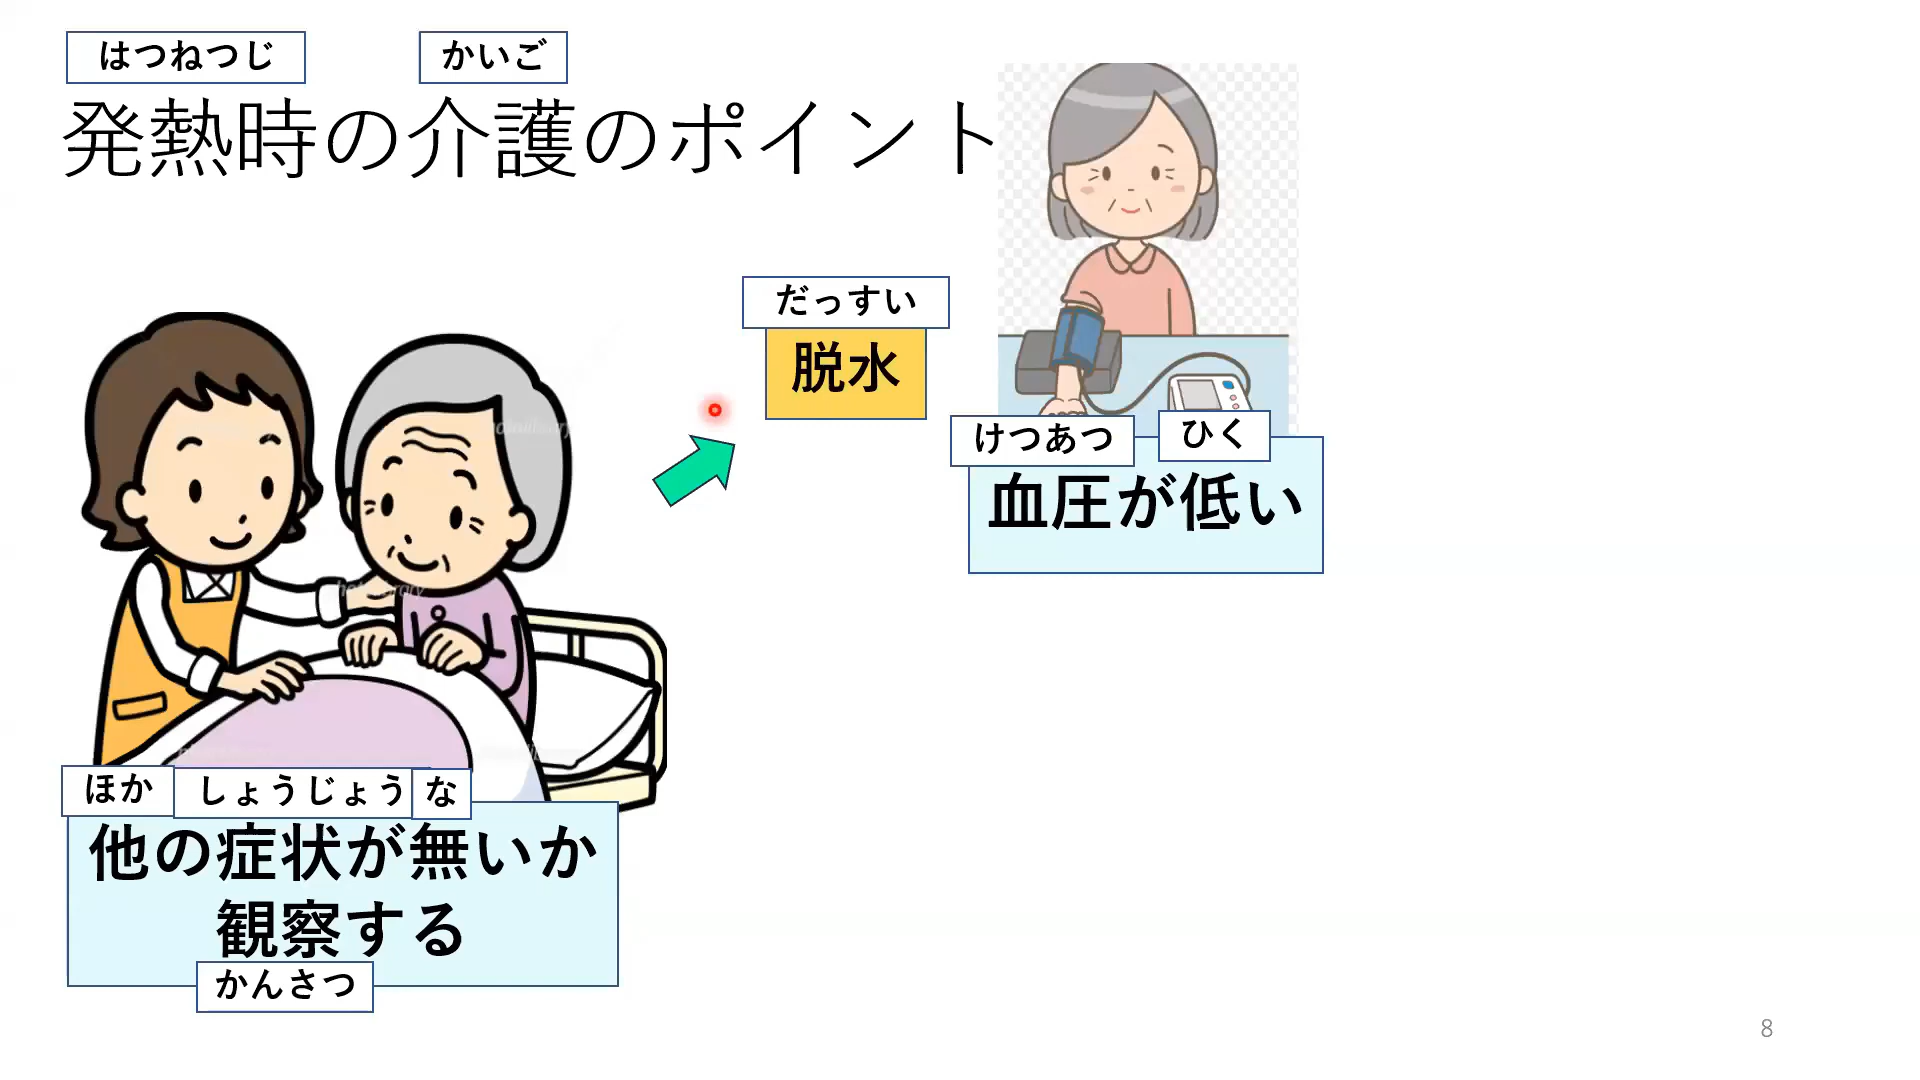 はつねつじ
かいご
発熱時の介護のポイント
だっすい
脱水
けつあつ
ひく
血圧が低い
ほか
しょうじょう
な
他の症状が無いか
観察する
かんさつ
8